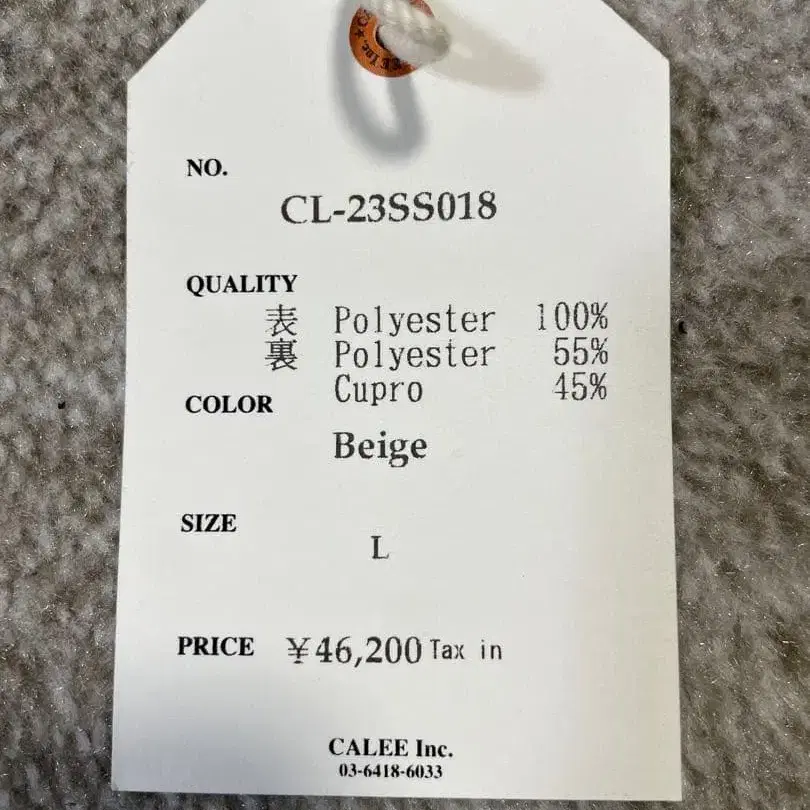 NO.
CL-23SS018
QUALITY
表 Polyester 100%
裏 Polyester 55%
Cupro 45%
COLOR
Beige
SIZE
L
PRICE ¥46,200 Tax in
CALEE Inc.
03-6418-6033